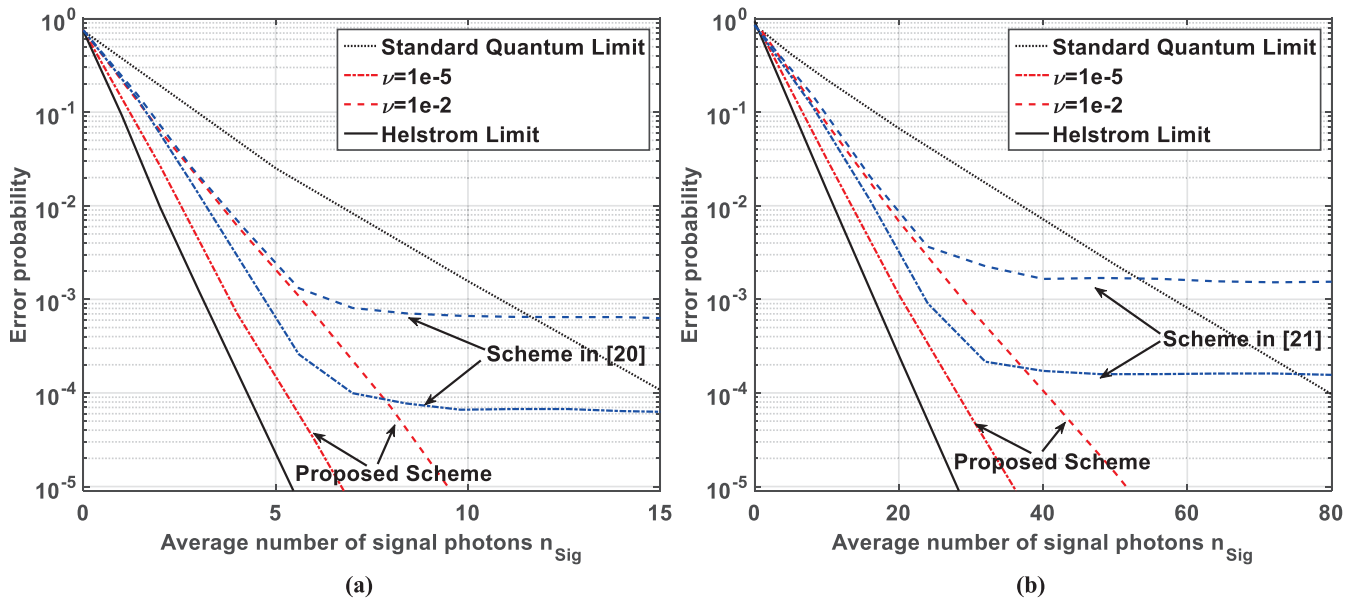 10^0
10^-1
10^-2
10^-3
10^-4
10^-5
Error probability
Standard Quantum Limit
ν=1e-5
ν=1e-2
Helstrom Limit
Scheme in [20]
Proposed Scheme
0 5 10 15
Average number of signal photons n_Sig
(a)
10^0
10^-1
10^-2
10^-3
10^-4
10^-5
Error probability
Standard Quantum Limit
ν=1e-5
ν=1e-2
Helstrom Limit
Scheme in [21]
Proposed Scheme
0 20 40 60 80
Average number of signal photons n_Sig
(b)